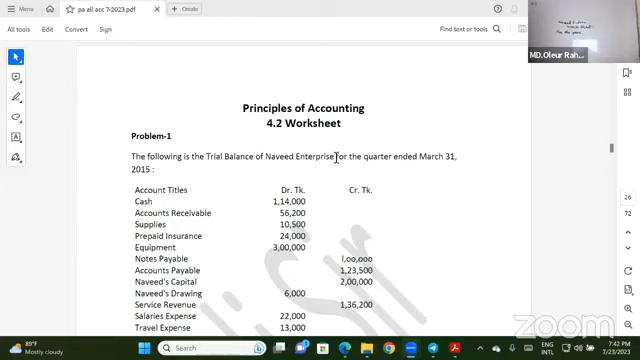 Menu
pa all acc 7-2023.pdf
Create
All tools Edit Convert Sign
Find text or tools
MD.Oleur Rah...
Principles of Accounting
4.2 Worksheet
Problem-1
The following is the Trial Balance of Naveed Enterprise for the quarter ended March 31,
2015 :
Account Titles Dr. Tk. Cr. Tk.
Cash 1,14,000
Accounts Receivable 56,200
Supplies 10,500
Prepaid Insurance 24,000
Equipment 3,00,000
Notes Payable 1,00,000
Accounts Payable 1,23,500
Naveed's Capital 2,00,000
Naveed's Drawing 6,000
Service Revenue 1,36,200
Salaries Expense 22,000
Travel Expense 13,000
26
72
zoom
89°F
Mostly cloudy
Search
ENG
INTL
7:42 PM
7/23/2023